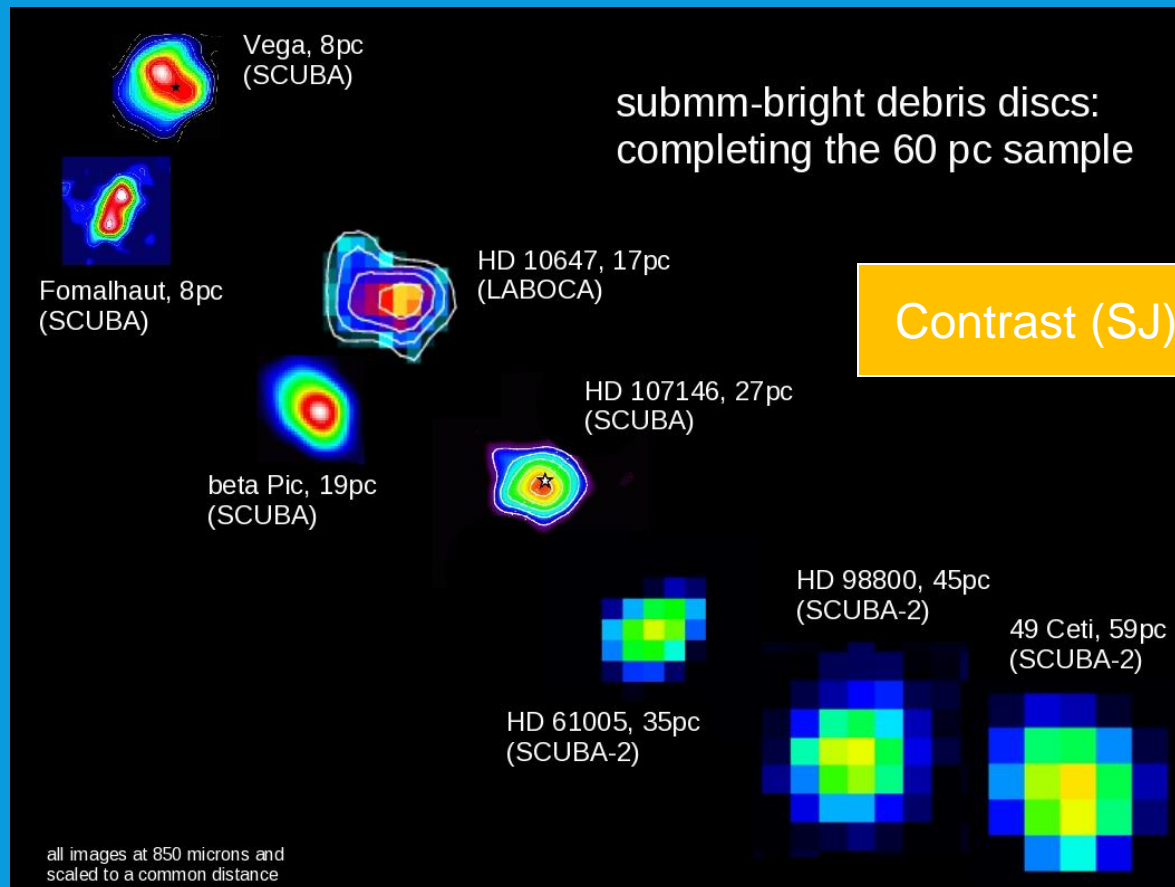 Vega, 8pc
(SCUBA)
submm-bright debris discs:
completing the 60 pc sample
Fomalhaut, 8pc
(SCUBA)
HD 10647, 17pc
(LABOCA)
Contrast (SJ)
HD 107146, 27pc
(SCUBA)
beta Pic, 19pc
(SCUBA)
HD 98800, 45pc
(SCUBA-2)
49 Ceti, 59pc
(SCUBA-2)
HD 61005, 35pc
(SCUBA-2)
all images at 850 microns and
scaled to a common distance